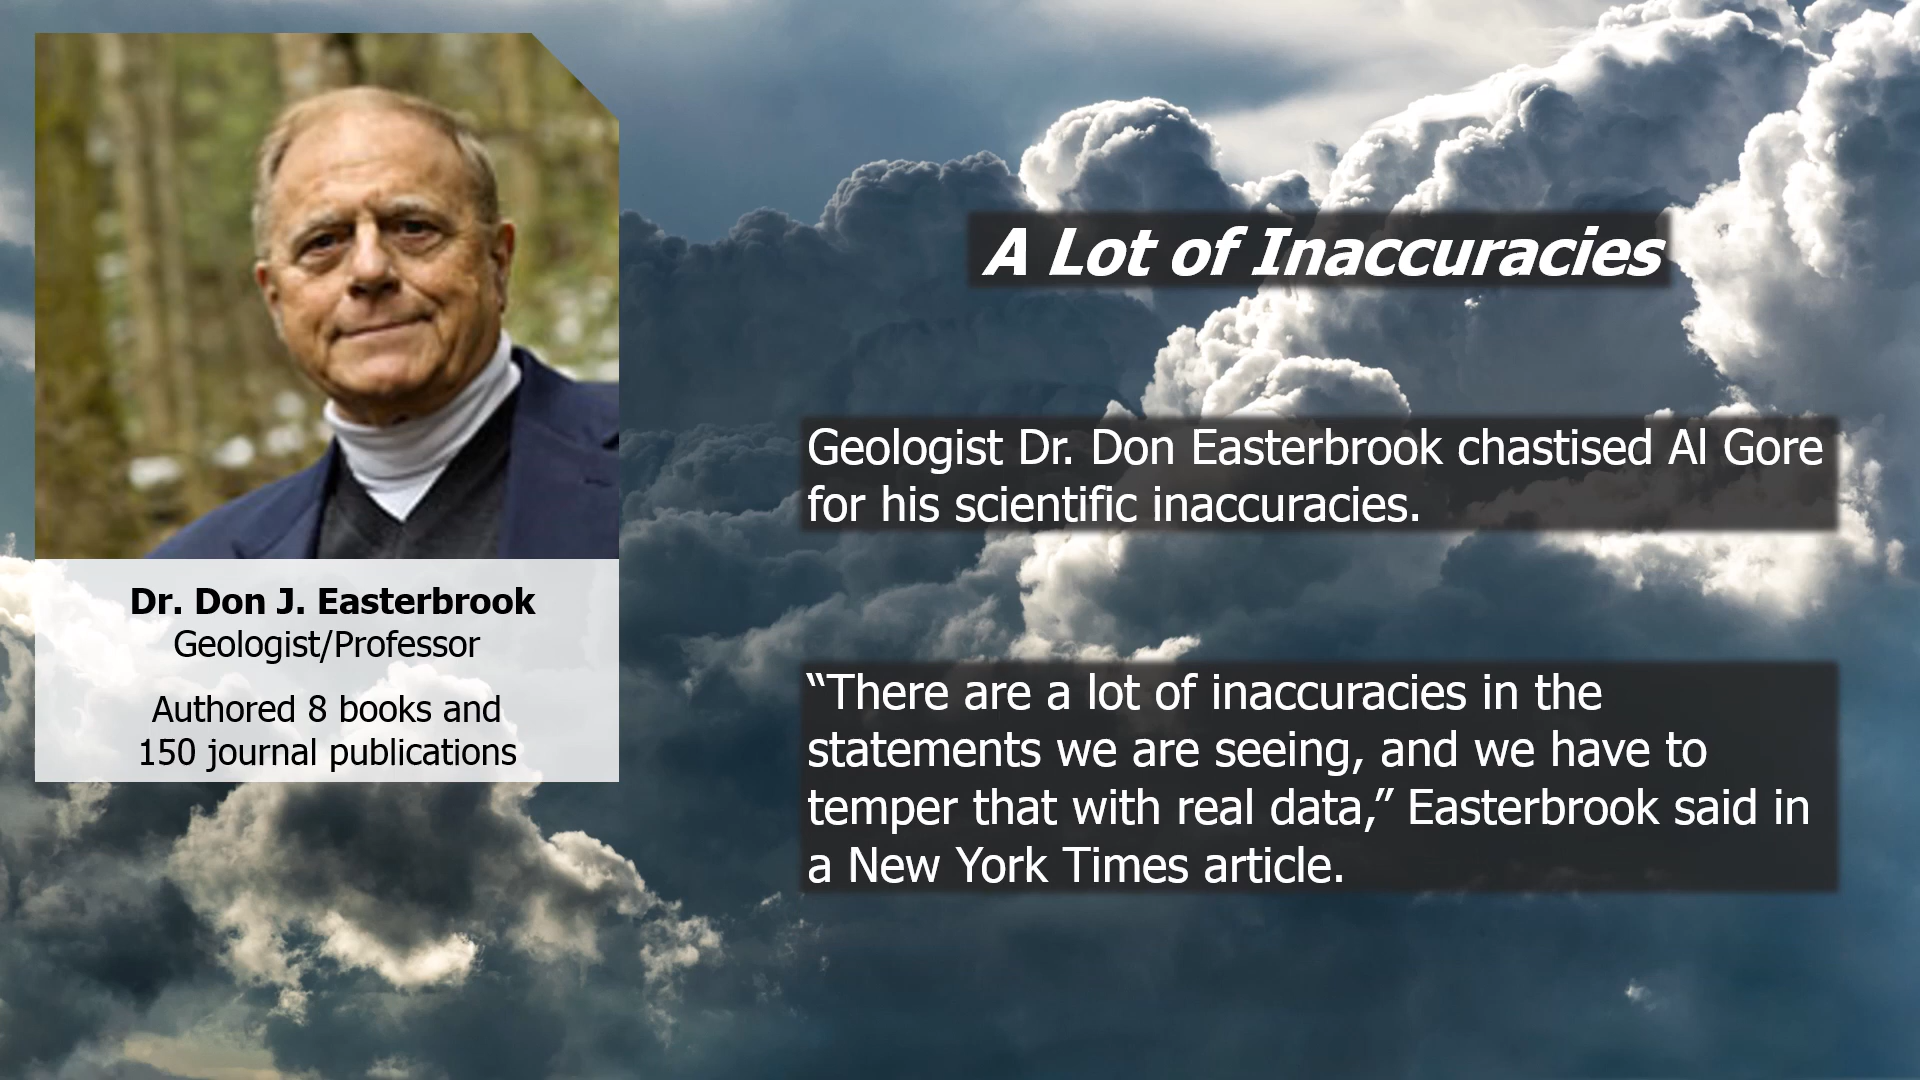 Dr. Don J. Easterbrook
Geologist/Professor
Authored 8 books and
150 journal publications
A Lot of Inaccuracies
Geologist Dr. Don Easterbrook chastised Al Gore
for his scientific inaccuracies.
“There are a lot of inaccuracies in the
statements we are seeing, and we have to
temper that with real data,” Easterbrook said in
a New York Times article.